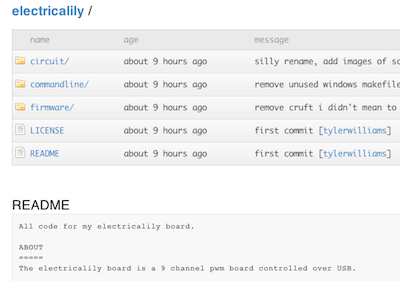 electricalily /
name age message
circuit/ about 9 hours ago silly rename, add images of
commandline/ about 9 hours ago remove unused windows makefile
firmware/ about 9 hours ago remove cruft i didn't mean to
LICENSE about 9 hours ago first commit [tylerwilliams]
README about 9 hours ago first commit [tylerwilliams]
README
All code for my electricalily board.
ABOUT
=====
The electricalily board is a 9 channel pwm board controlled over USB.